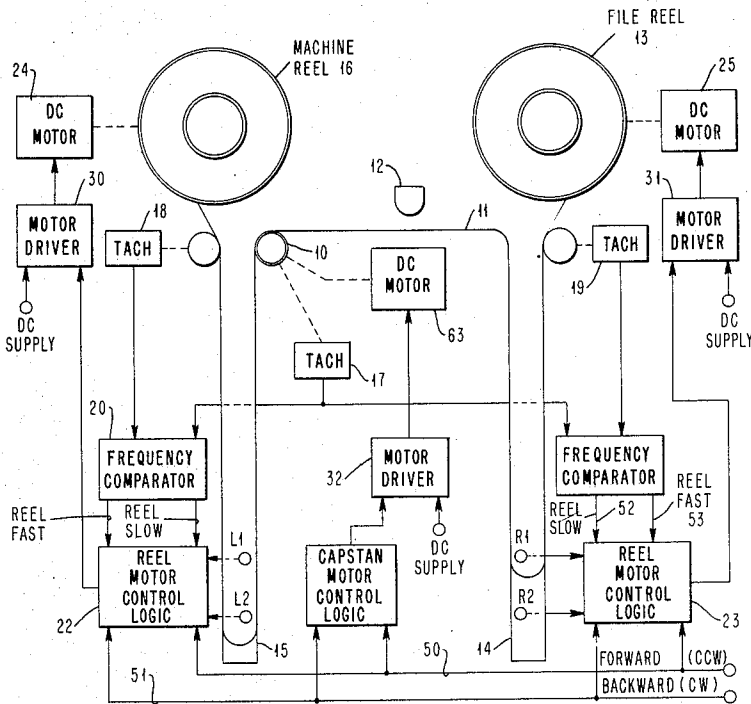 FILE REEL
13
MACHINE
REEL 16
24
25
DC
MOTOR
DC
MOTOR
12
30
18
11
31
MOTOR
DRIVER
TACH
10
TACH
MOTOR
DRIVER
DC
MOTOR
19
DC
SUPPLY
63
DC
SUPPLY
TACH
17
20
FREQUENCY
COMPARATOR
32
MOTOR
DRIVER
FREQUENCY
COMPARATOR
REEL
FAST
REEL
SLOW
REEL
SLOW
52
REEL
FAST
53
DC
SUPPLY
L1
R1
REEL
MOTOR
CONTROL
LOGIC
CAPSTAN
MOTOR
CONTROL
LOGIC
REEL
MOTOR
CONTROL
LOGIC
L2
R2
22
23
15
14
50
FORWARD (CCW)
51
BACKWARD (CW)